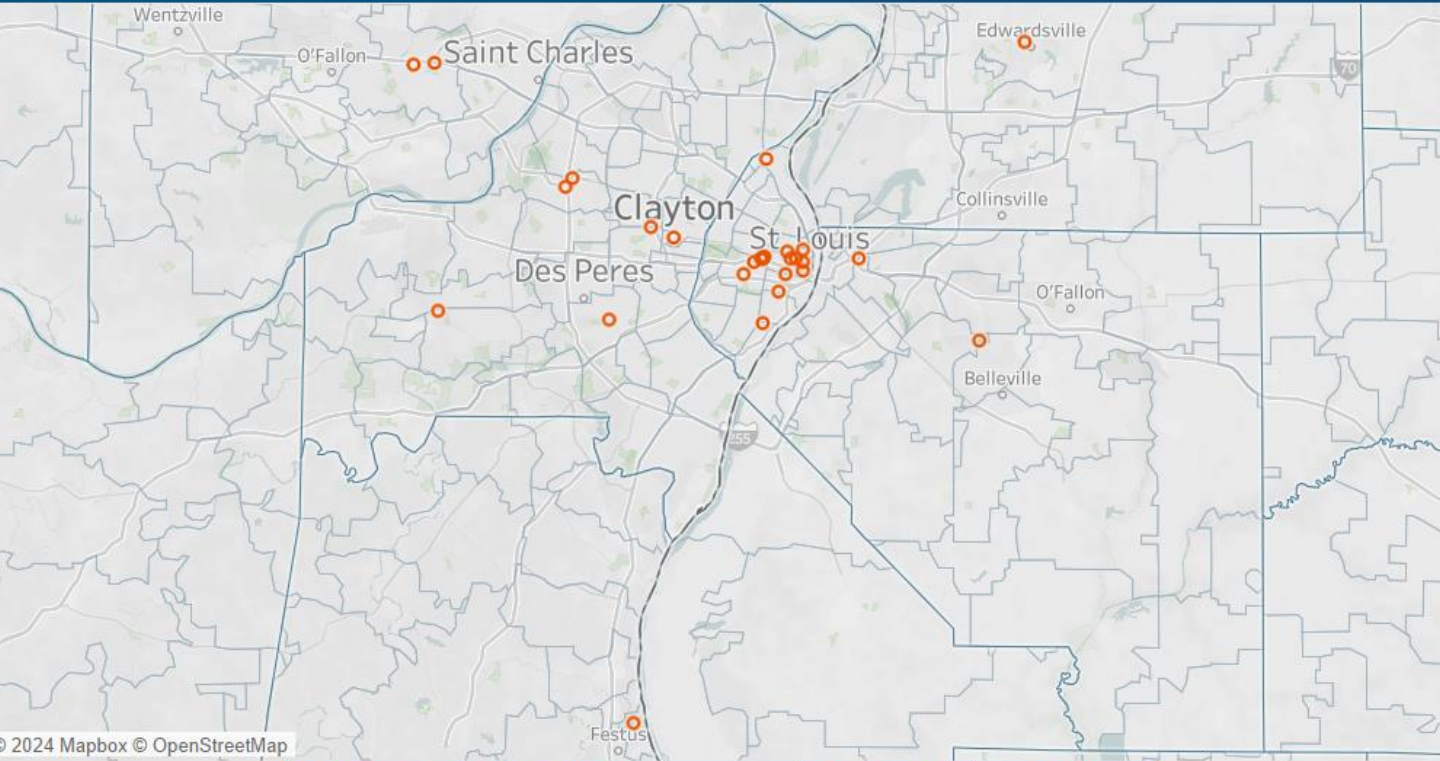 Wentzville
Edwardsville
O'Fallon
Saint Charles
70
Clayton
Collinsville
St. Louis
Des Peres
O'Fallon
Belleville
255
Festus
© 2024 Mapbox © OpenStreetMap